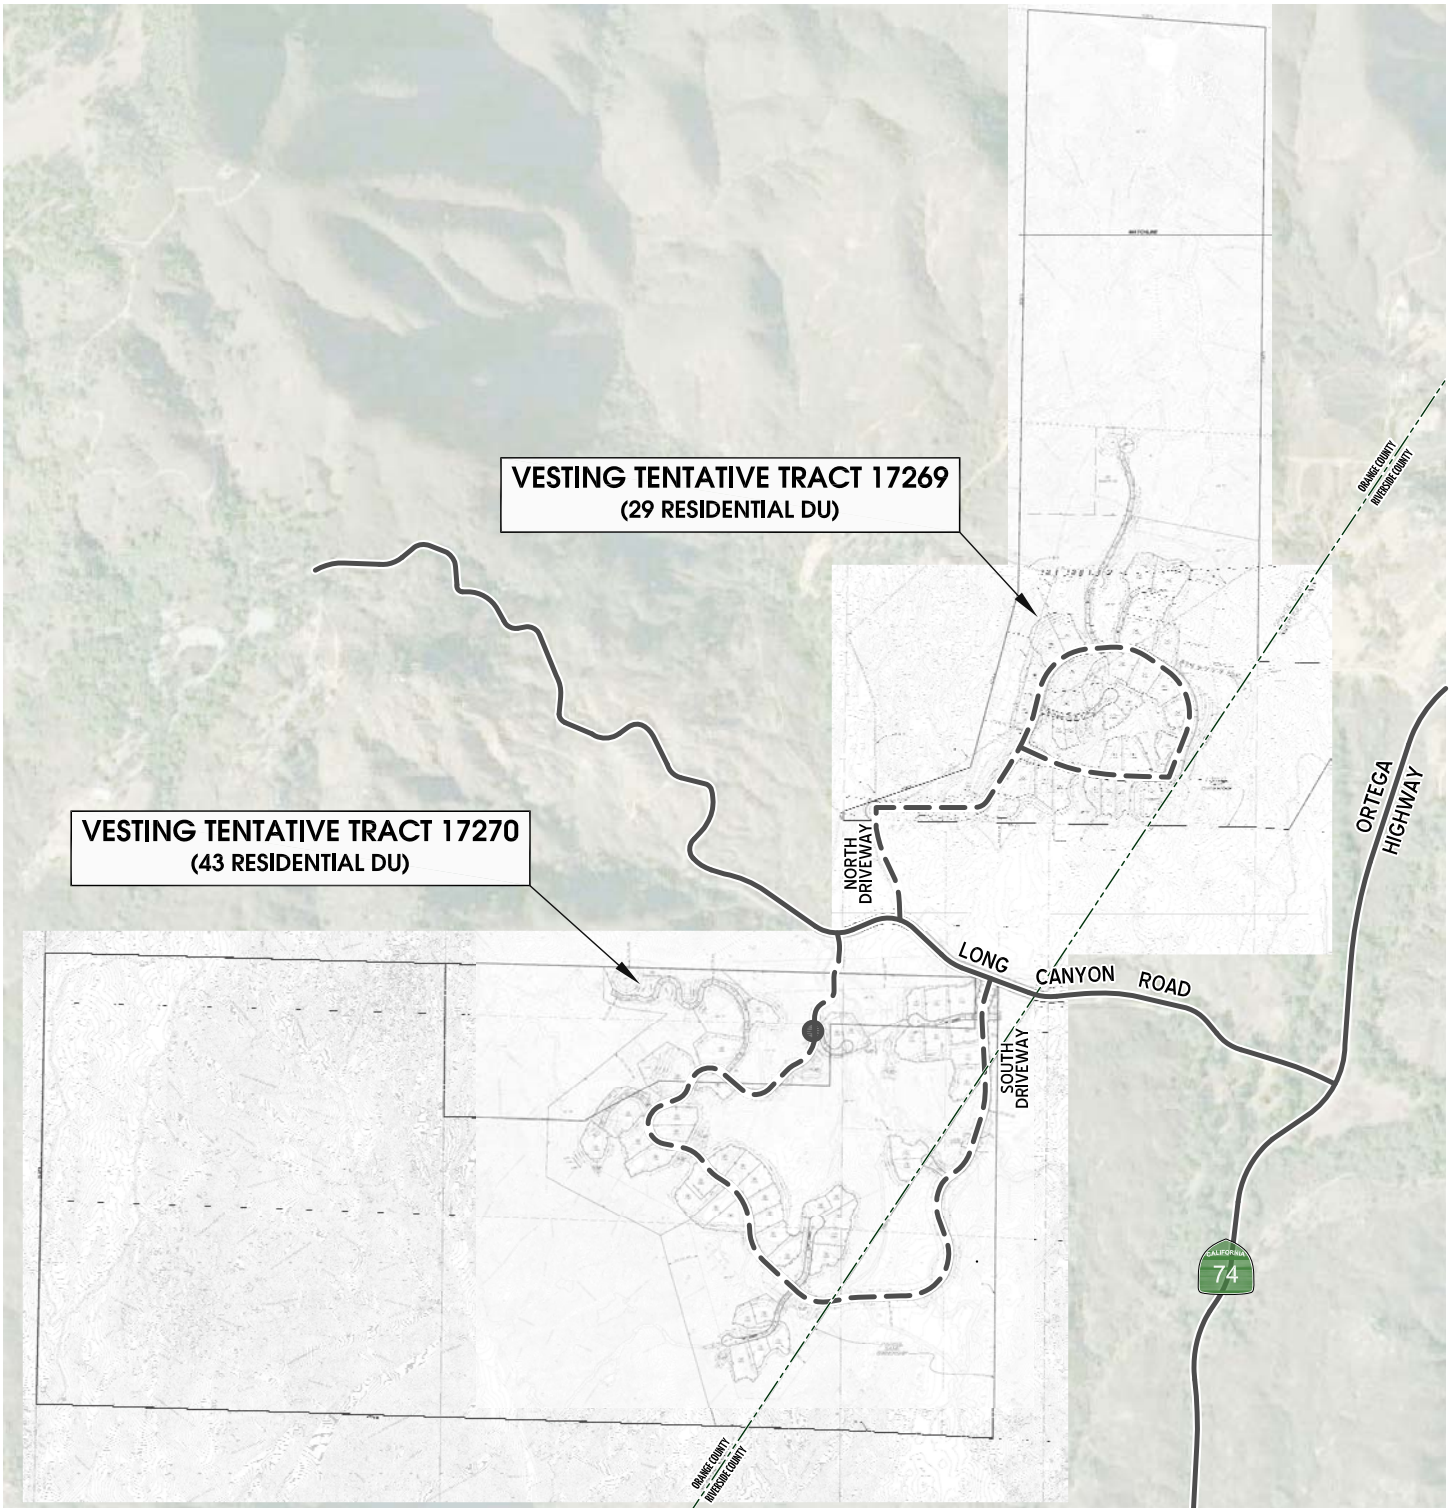 MATCHLINE
ORANGE COUNTY
RIVERSIDE COUNTY
VESTING TENTATIVE TRACT 17269
(29 RESIDENTIAL DU)
ORTEGA
HIGHWAY
VESTING TENTATIVE TRACT 17270
(43 RESIDENTIAL DU)
NORTH
DRIVEWAY
LONG CANYON ROAD
SOUTH
DRIVEWAY
CALIFORNIA
74
ORANGE COUNTY
RIVERSIDE COUNTY